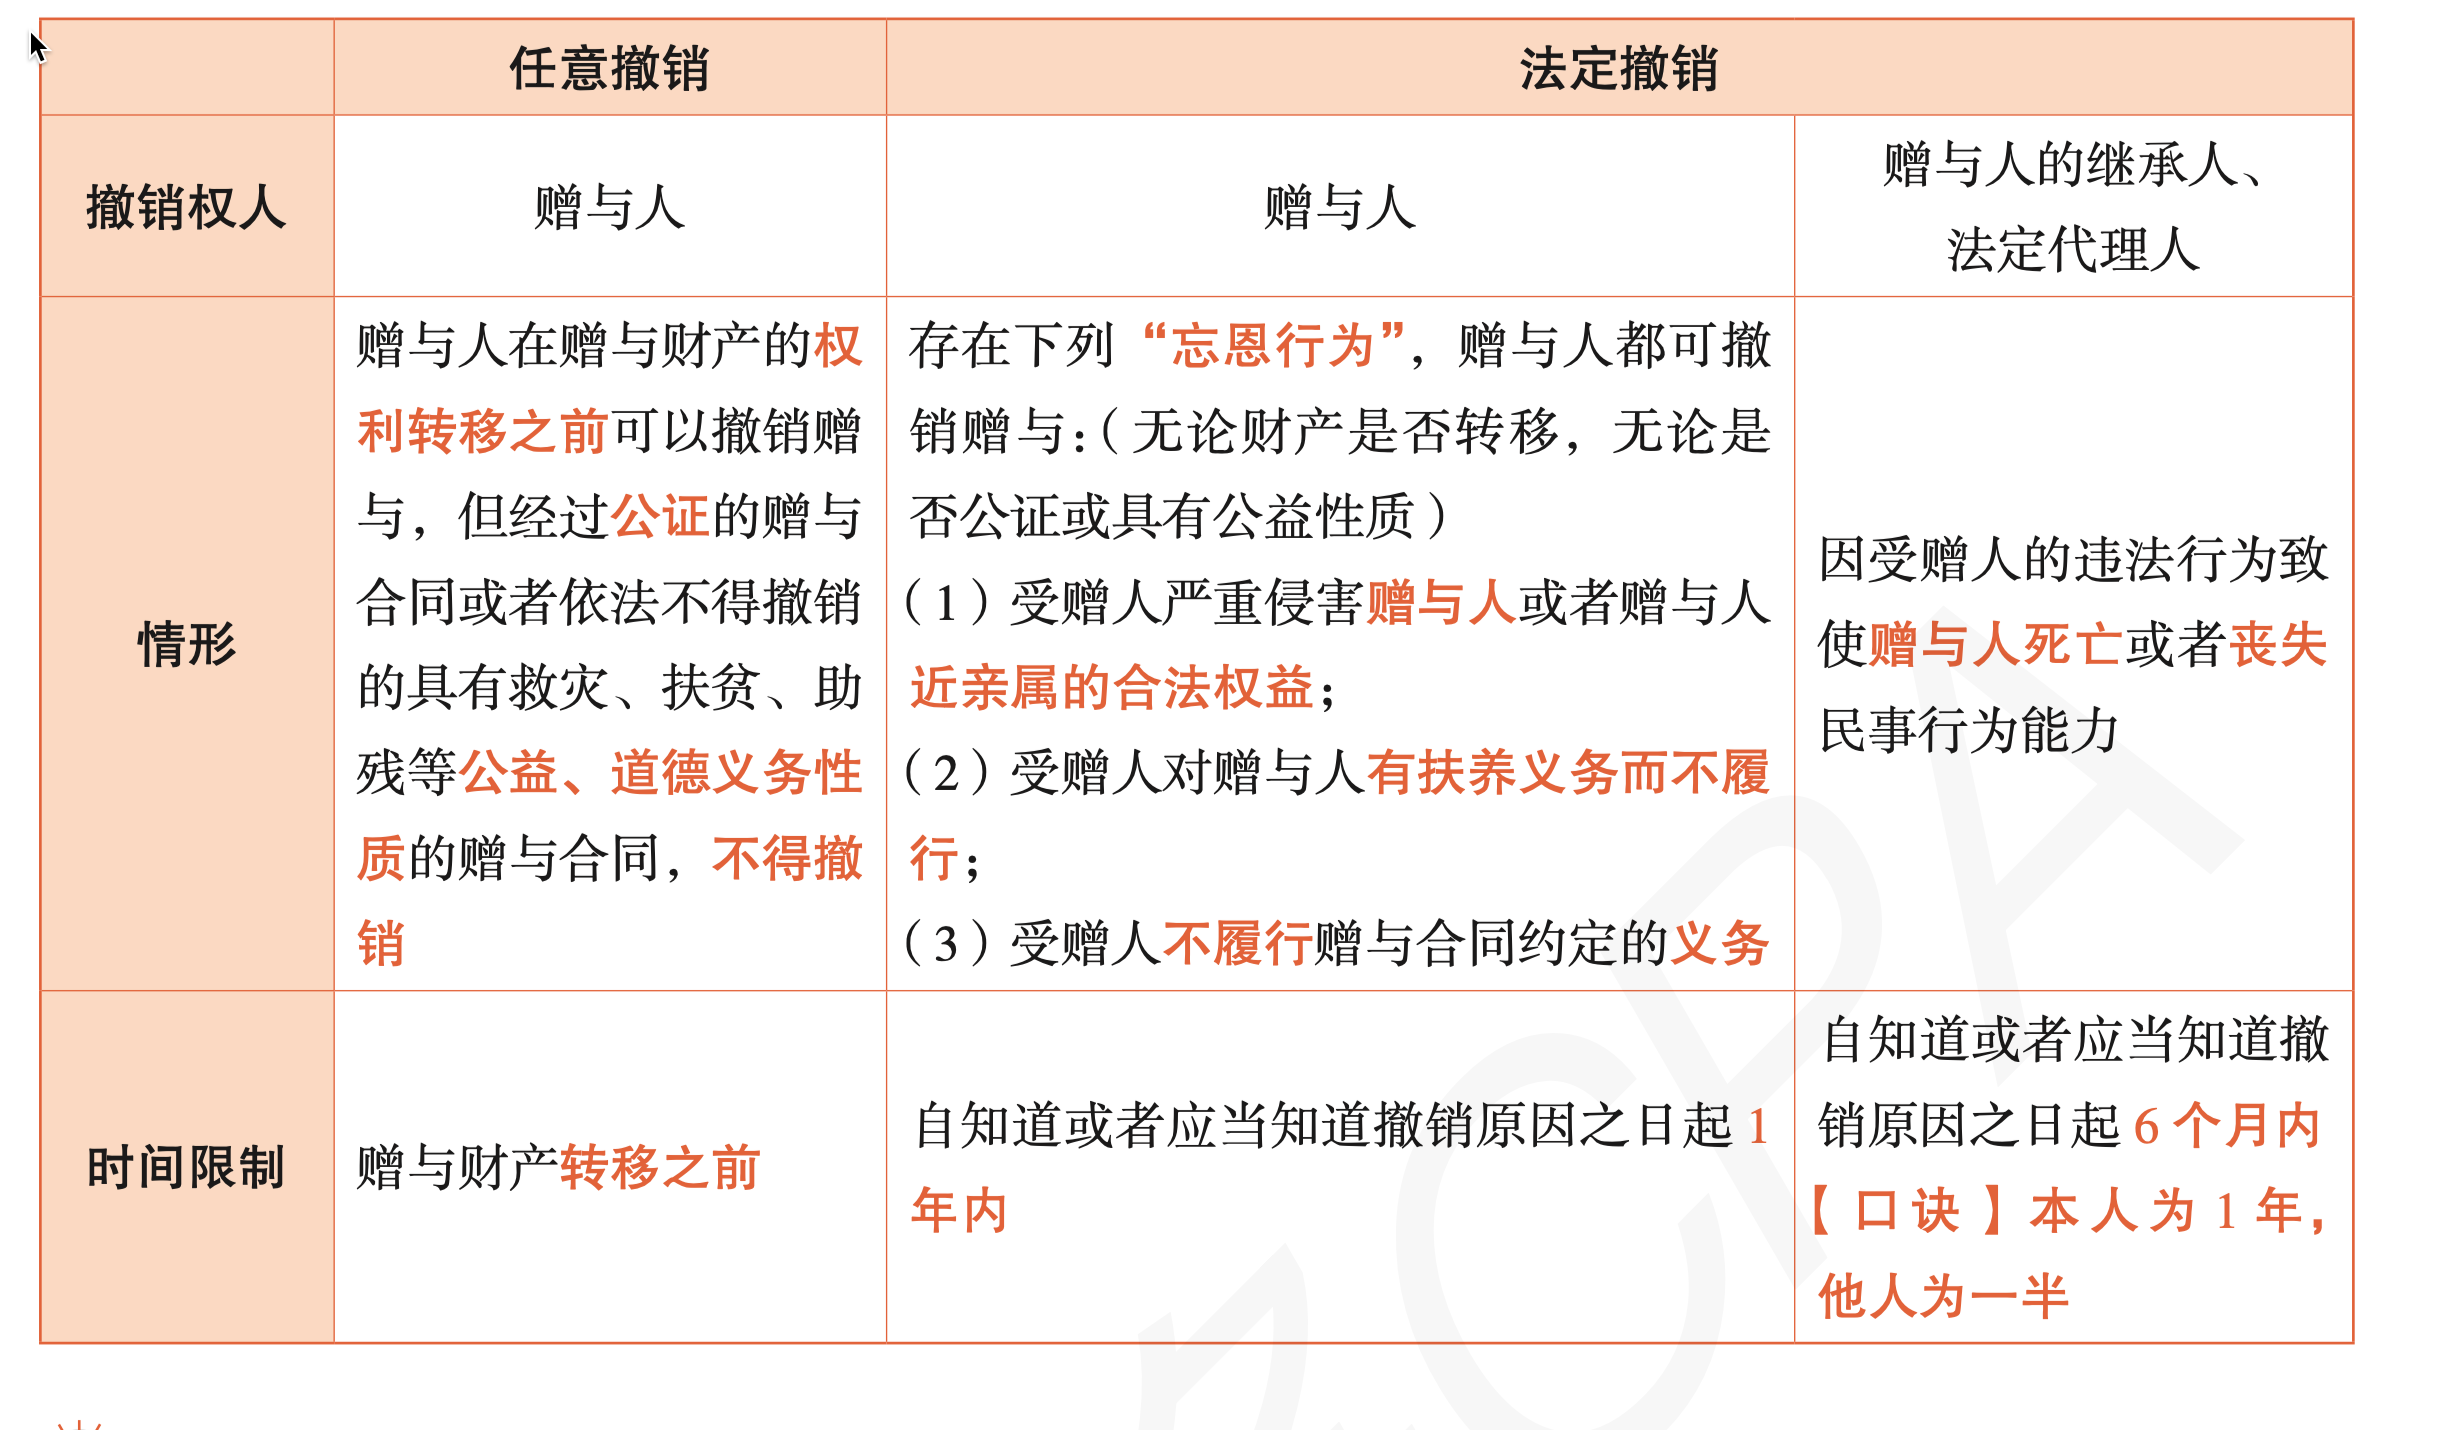 任意撤销
法定撤销
撤销权人
赠与人
赠与人
赠与人的继承人、
法定代理人
情形
赠与人在赠与财产的权
利转移之前可以撤销赠
与，但经过公证的赠与
合同或者依法不得撤销
的具有救灾、扶贫、助
残等公益、道德义务性
质的赠与合同，不得撤
销
存在下列“忘恩行为”，赠与人都可撤
销赠与：（无论财产是否转移，无论是
否公证或具有公益性质）
（1）受赠人严重侵害赠与人或者赠与人
近亲属的合法权益；
（2）受赠人对赠与人有扶养义务而不履
行；
（3）受赠人不履行赠与合同约定的义务
因受赠人的违法行为致
使赠与人死亡或者丧失
民事行为能力
时间限制
赠与财产转移之前
自知道或者应当知道撤销原因之日起 1
年内
自知道或者应当知道撤
销原因之日起 6 个月内
【口诀】本人为 1 年，
他人为一半
CPA